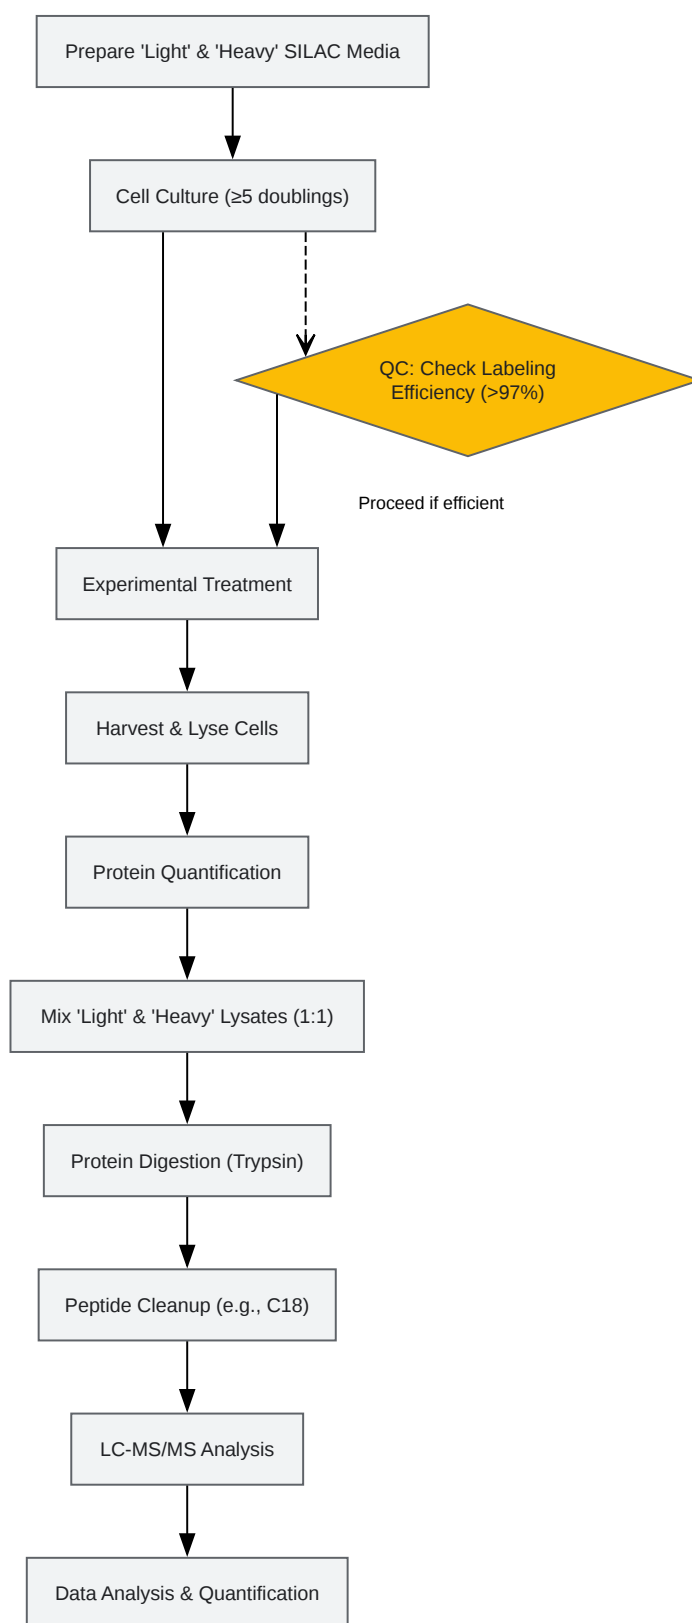 Prepare 'Light' & 'Heavy' SILAC Media
Cell Culture (≥5 doublings)
QC: Check Labeling
Efficiency (>97%)
Proceed if efficient
Experimental Treatment
Harvest & Lyse Cells
Protein Quantification
Mix 'Light' & 'Heavy' Lysates (1:1)
Protein Digestion (Trypsin)
Peptide Cleanup (e.g., C18)
LC-MS/MS Analysis
Data Analysis & Quantification